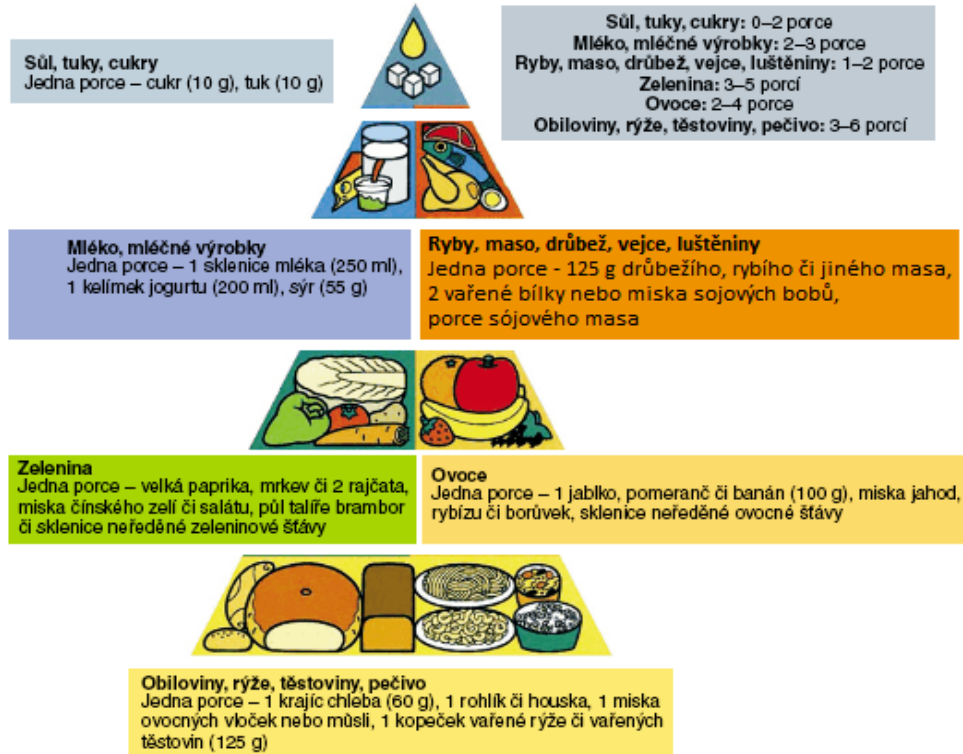 Sůl, tuky, cukry
Jedna porce – cukr (10 g), tuk (10 g)
Sůl, tuky, cukry: 0–2 porce
Mléko, mléčné výrobky: 2–3 porce
Ryby, maso, drůbež, vejce, luštěniny: 1–2 porce
Zelenina: 3–5 porcí
Ovoce: 2–4 porce
Obiloviny, rýže, těstoviny, pečivo: 3–6 porcí
Mléko, mléčné výrobky
Jedna porce – 1 sklenice mléka (250 ml),
1 kelímek jogurtu (200 ml), sýr (55 g)
Ryby, maso, drůbež, vejce, luštěniny
Jedna porce - 125 g drůbežího, rybího či jiného masa,
2 vařené bílky nebo miska sojových bobů,
porce sójového masa
Zelenina
Jedna porce – velká paprika, mrkev či 2 rajčata,
miska čínského zelí či salátu, půl talíře brambor
či sklenice neředěné zeleninové šťávy
Ovoce
Jedna porce – 1 jablko, pomeranč či banán (100 g), miska jahod,
rybízu či borůvek, sklenice neředěné ovocné šťávy
Obiloviny, rýže, těstoviny, pečivo
Jedna porce – 1 krajíc chleba (60 g), 1 rohlík či houska, 1 miska
ovocných vloček nebo műsli, 1 kopeček vařené rýže či vařených
těstovin (125 g)